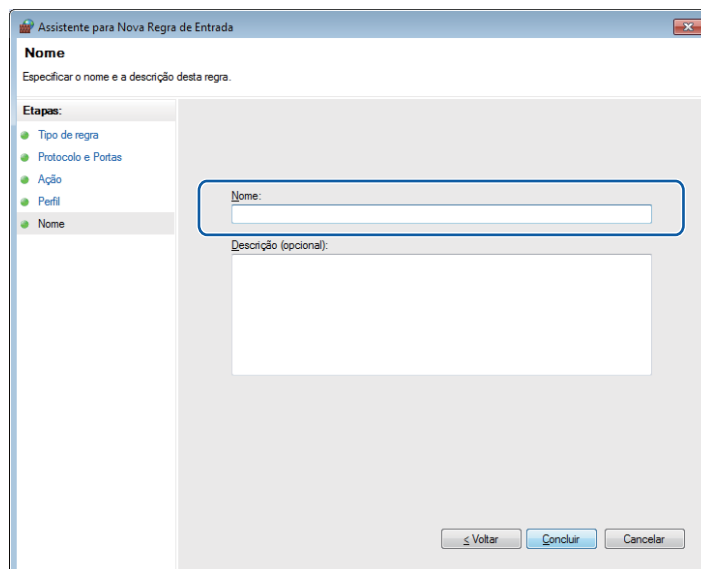 Assistente para Nova Regra de Entrada
Nome
Especificar o nome e a descrição desta regra.
Etapas:
Tipo de regra
Protocolo e Portas
Ação
Perfil
Nome
Nome:
Descrição (opcional):
< Voltar
Concluir
Cancelar